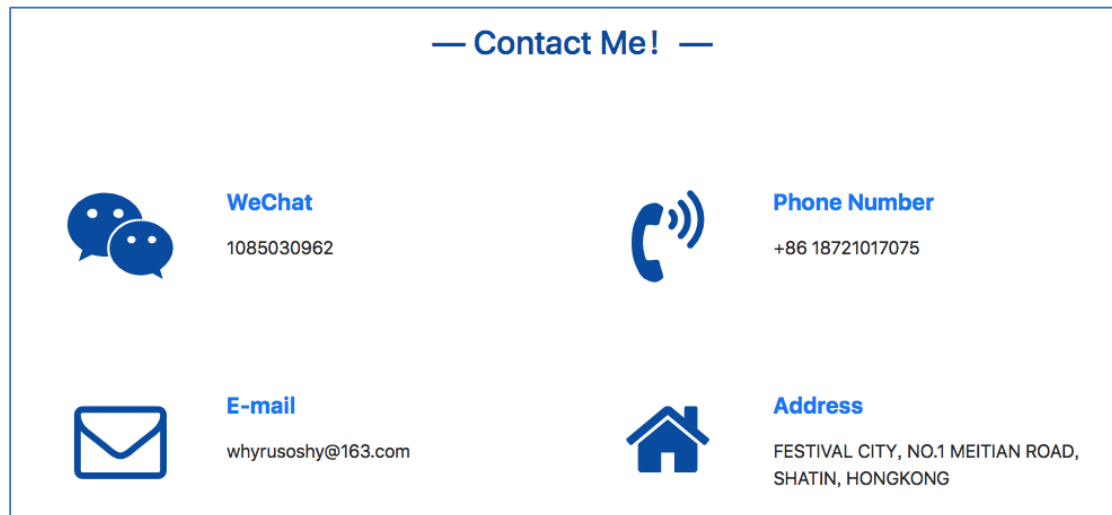 — Contact Me！ —
WeChat
1085030962
Phone Number
+86 18721017075
E-mail
whyrusoshy@163.com
Address
FESTIVAL CITY, NO.1 MEITIAN ROAD,
SHATIN, HONGKONG